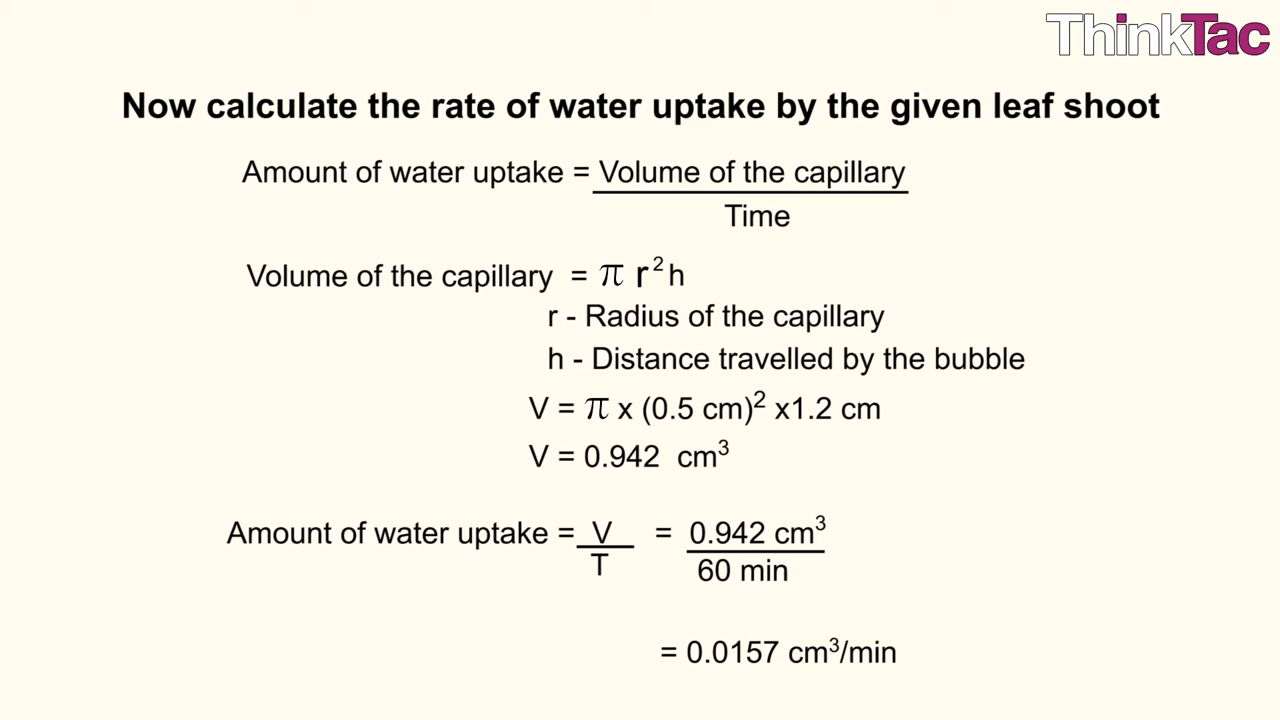 ThinkTac
Now calculate the rate of water uptake by the given leaf shoot
Amount of water uptake = Volume of the capillary
Time
Volume of the capillary = π r² h
r - Radius of the capillary
h - Distance travelled by the bubble
V = π x (0.5 cm)² x1.2 cm
V = 0.942 cm³
Amount of water uptake = V = 0.942 cm³
T 60 min
= 0.0157 cm³/min